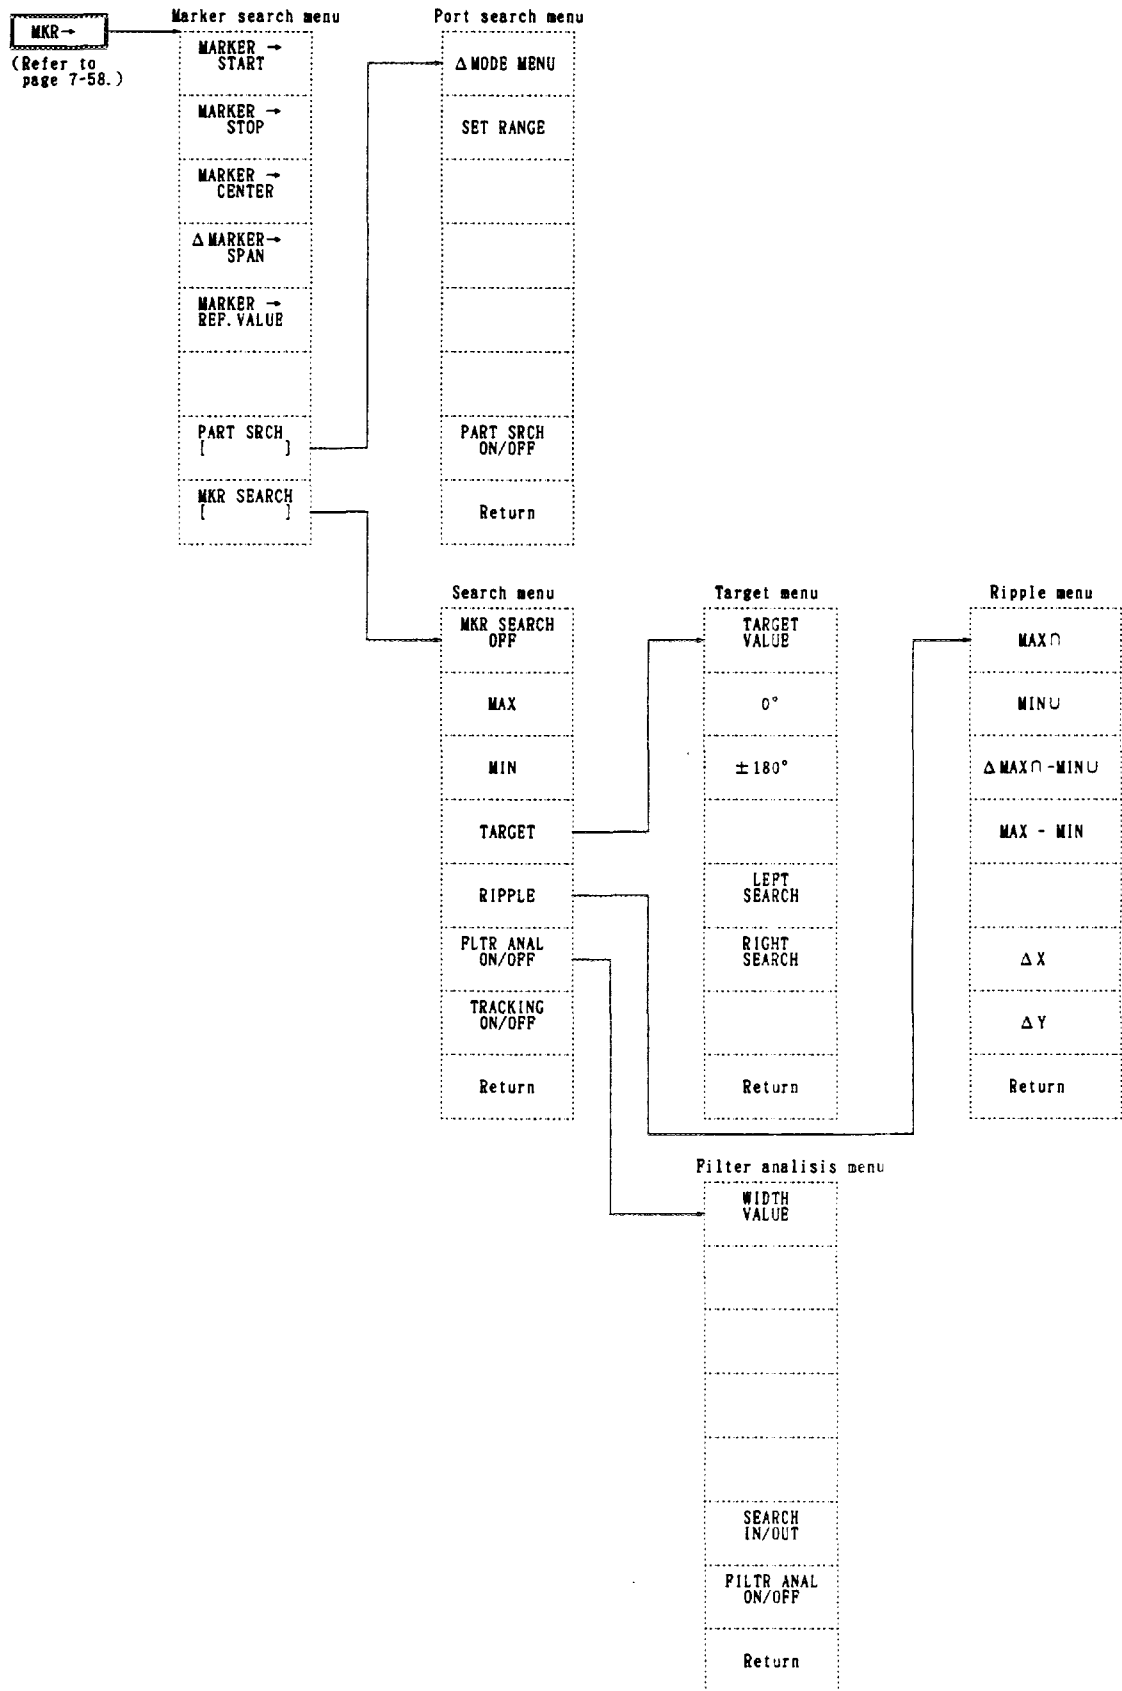 MKR→
(Refer to
page 7-58.)
Marker search menu
MARKER →
START
MARKER →
STOP
MARKER →
CENTER
Δ MARKER→
SPAN
MARKER →
REF. VALUE
PART SRCH
[ ]
MKR SEARCH
[ ]
Port search menu
Δ MODE MENU
SET RANGE
PART SRCH
ON/OFF
Return
Search menu
MKR SEARCH
OFF
MAX
MIN
TARGET
RIPPLE
FLTR ANAL
ON/OFF
TRACKING
ON/OFF
Return
Target menu
TARGET
VALUE
0°
±180°
LEFT
SEARCH
RIGHT
SEARCH
Return
Ripple menu
MAX∩
MIN∪
Δ MAX∩ -MIN∪
MAX - MIN
Δ X
Δ Y
Return
Filter analisis menu
WIDTH
VALUE
SEARCH
IN/OUT
FILTR ANAL
ON/OFF
Return